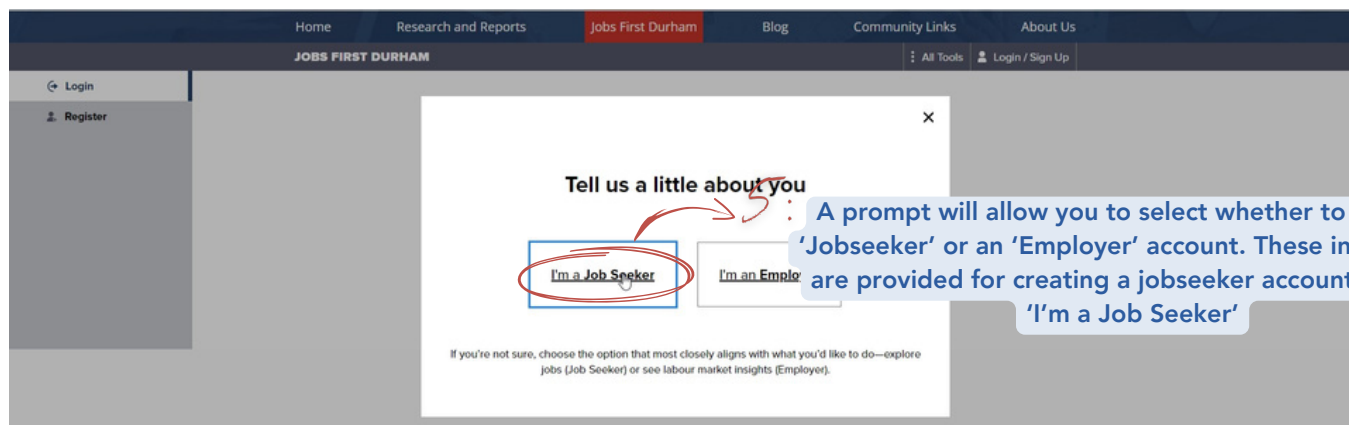 Home Research and Reports Jobs First Durham Blog Community Links About Us
JOBS FIRST DURHAM All Tools Login / Sign Up
Login
Register
Tell us a little about you
I'm a Job Seeker
I'm an Emplo
5:
A prompt will allow you to select whether to
'Jobseeker' or an 'Employer' account. These in
are provided for creating a jobseeker account
'I'm a Job Seeker'
If you're not sure, choose the option that most closely aligns with what you'd like to do—explore
jobs (Job Seeker) or see labour market insights (Employer).